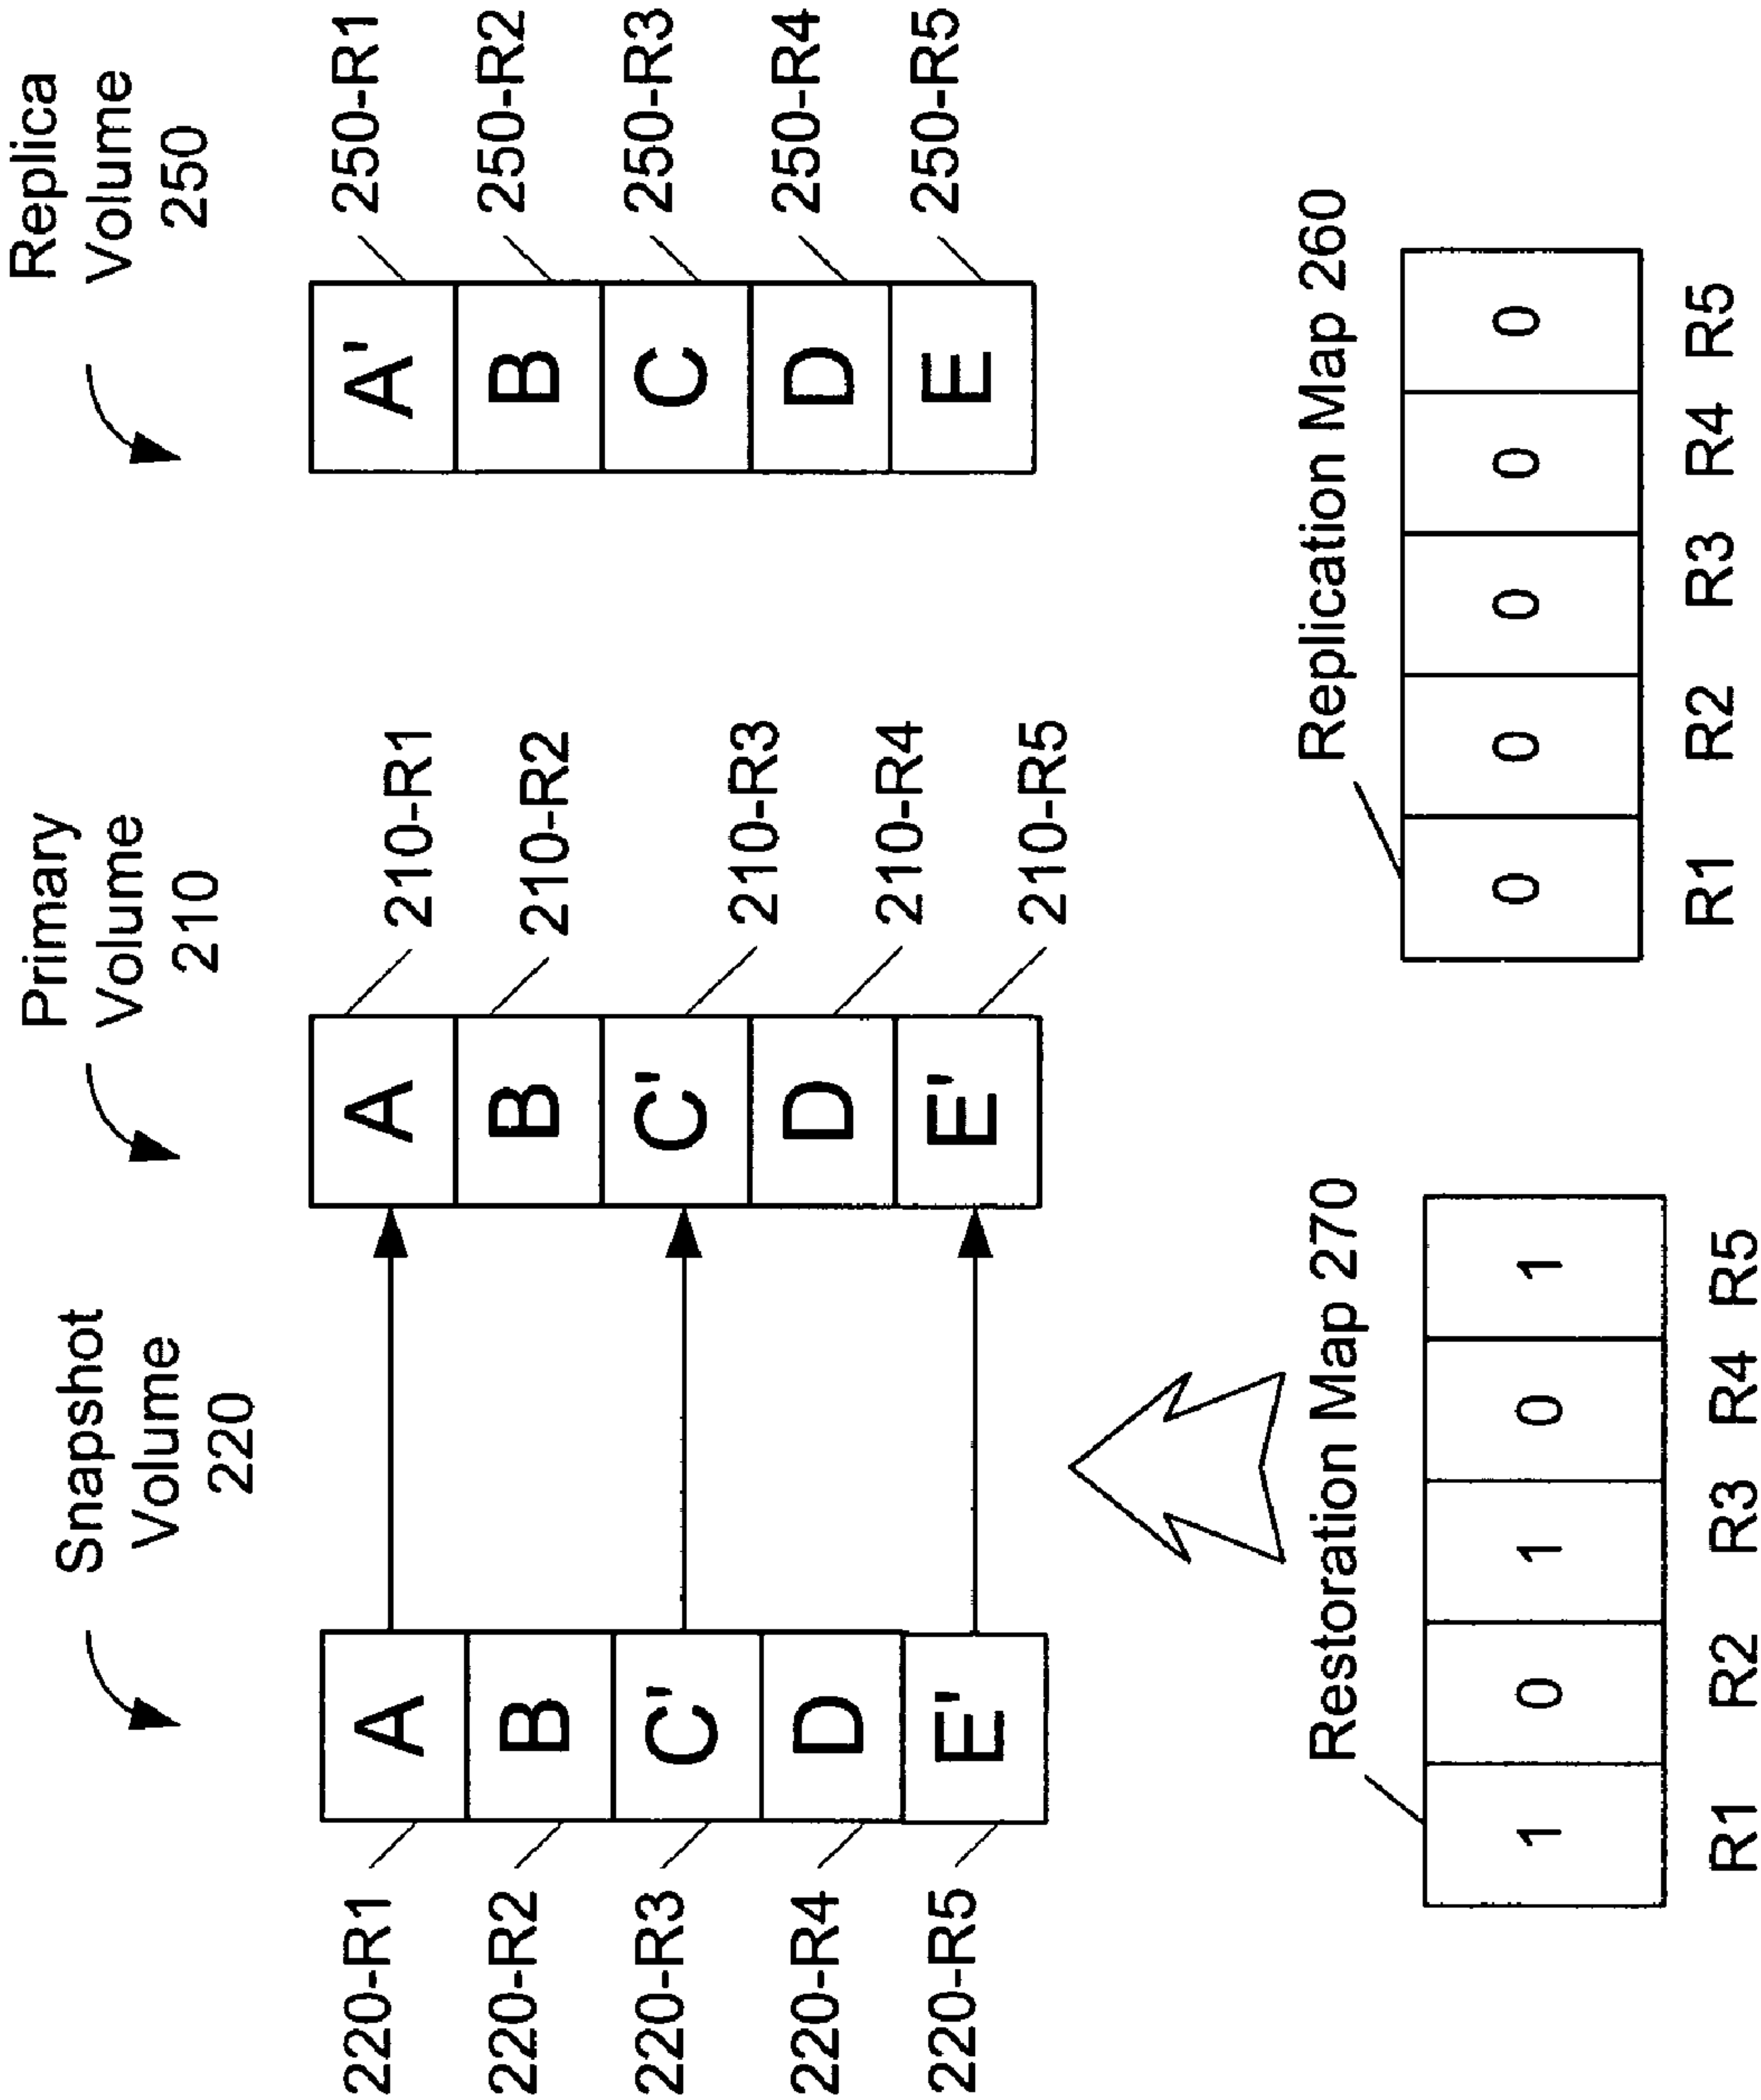 Snapshot
Volume
220
Primary
Volume
210
Replica
Volume
250
220-R1
A
A
210-R1
A'
250-R1
220-R2
B
B
210-R2
B
250-R2
220-R3
C'
C'
210-R3
C
250-R3
220-R4
D
D
210-R4
D
250-R4
220-R5
E'
E'
210-R5
E
250-R5
Restoration Map 270
1 0 1 0 1
R1 R2 R3 R4 R5
Replication Map 260
0 0 0 0 0
R1 R2 R3 R4 R5